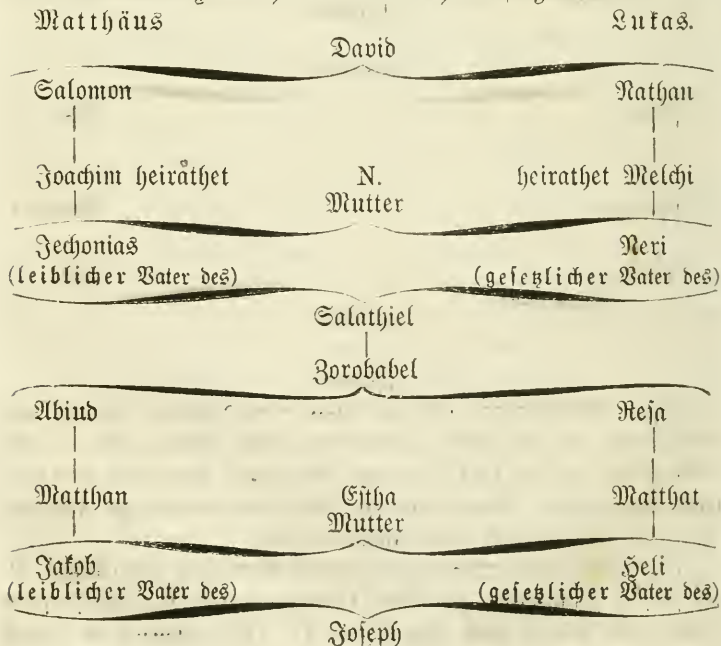 Matthäus Lukas.
David
Salomon Nathan
Joachim heirathet N. heirathet Melchi
Mutter
Jechonias Neri
(leiblicher Vater des) (gesetzlicher Vater des)
Salathiel
Zorobabel
Abiud Resa
Matthan Estha Matthat
Mutter
Jakob Heli
(leiblicher Vater des) (gesetzlicher Vater des)
Joseph